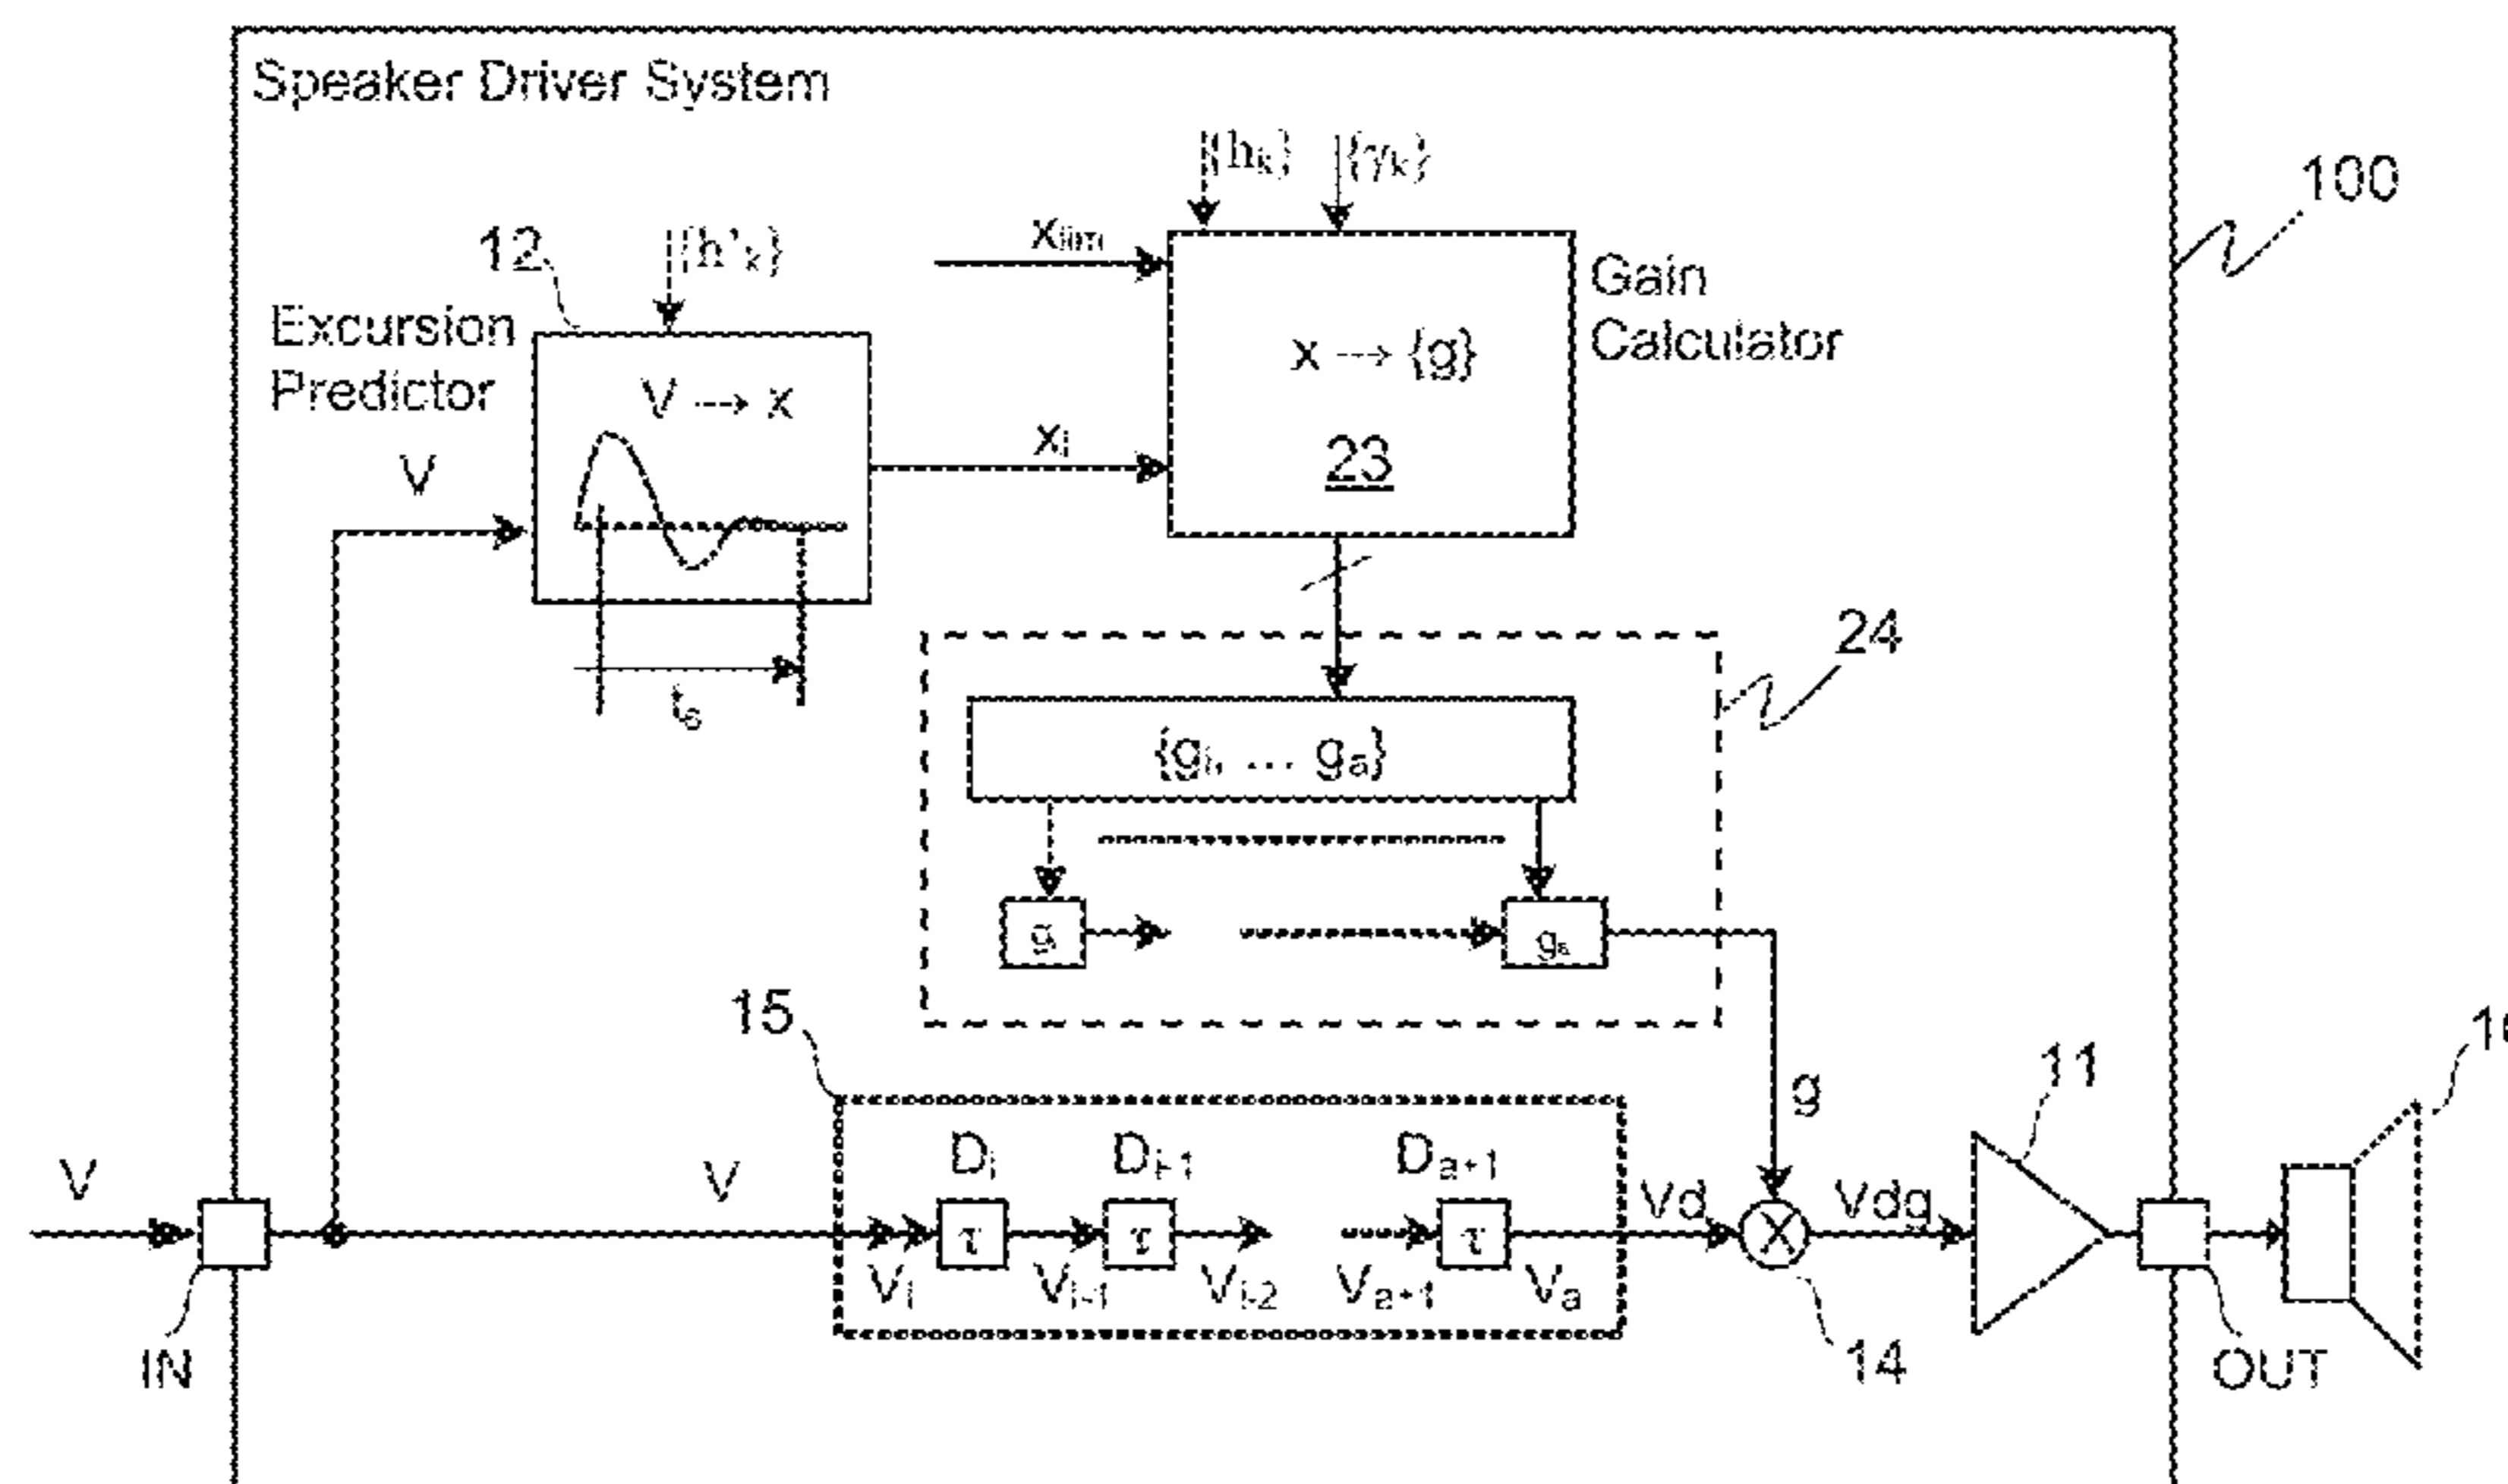 Speaker Driver System
{hk} {γk}
100
12
{h'k}
xlim
Gain
Calculator
Excursion
Predictor
V → x
x → {g}
23
xi
V
ts
24
{gi, ... ga}
gi
ga
15
g
11
V
V
Di
Di-1
Da+1
Vd
Vdg
τ
τ
τ
X
Vi
Vi-1
Vi-2
Va+1
Va
IN
14
OUT